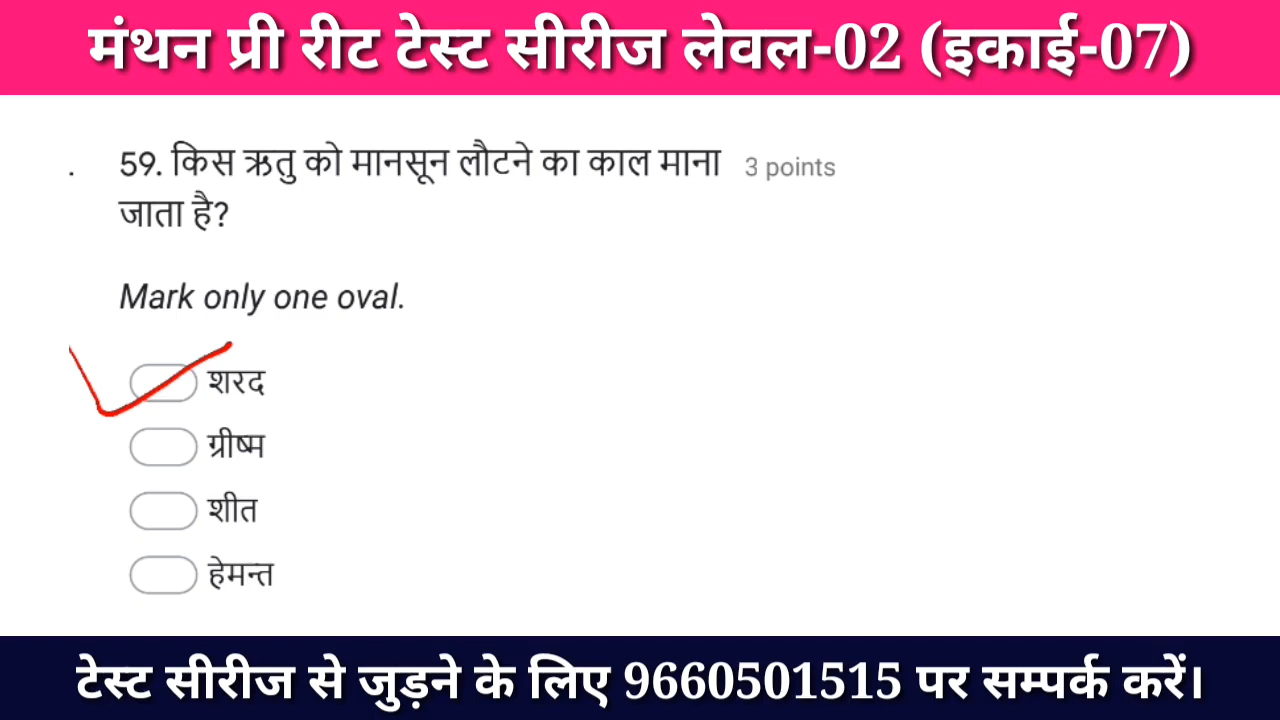 मंथन प्री रीट टेस्ट सीरीज लेवल-02 (इकाई-07)
. 59. किस ऋतु को मानसून लौटने का काल माना 3 points
जाता है?
Mark only one oval.
शरद
ग्रीष्म
शीत
हेमन्त
टेस्ट सीरीज से जुड़ने के लिए 9660501515 पर सम्पर्क करें।